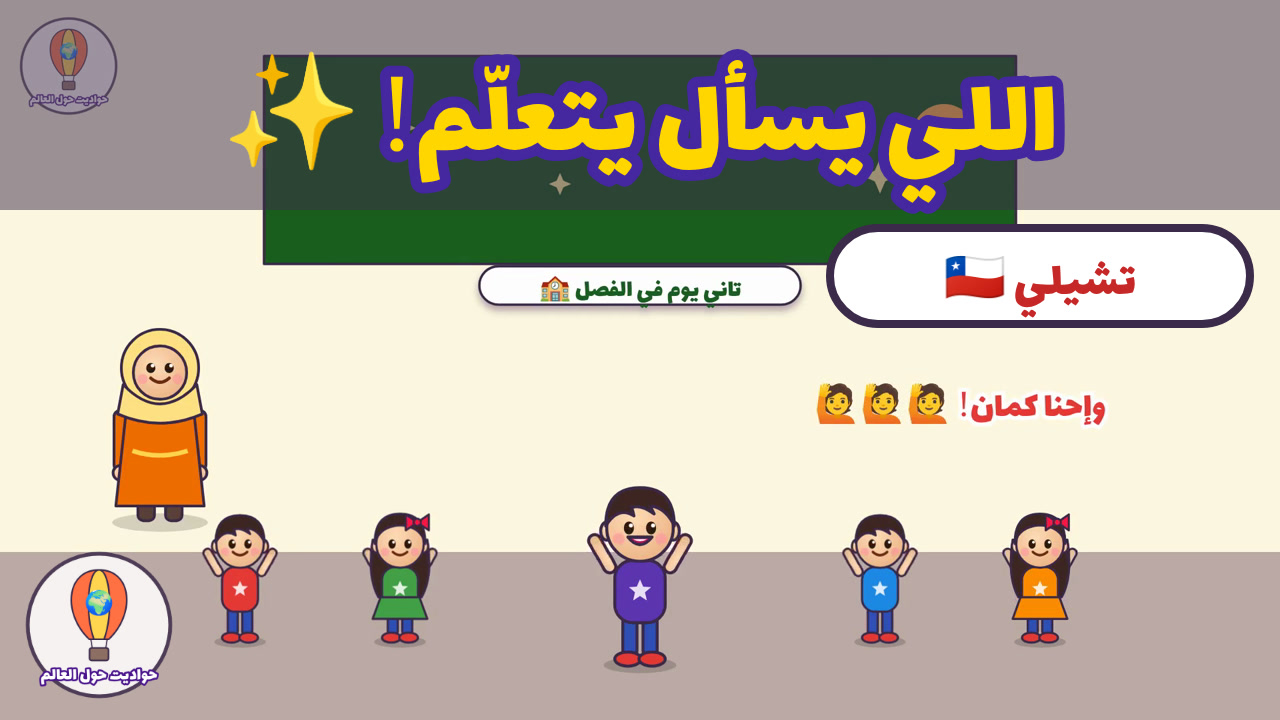 اللي يسأل يتعلّم! ✨
تشيلي 🇨🇱
تاني يوم في الفصل 🏫
وإحنا كمان! 🙋🙋🙋
حواديت حول العالم
حواديت حول العالم